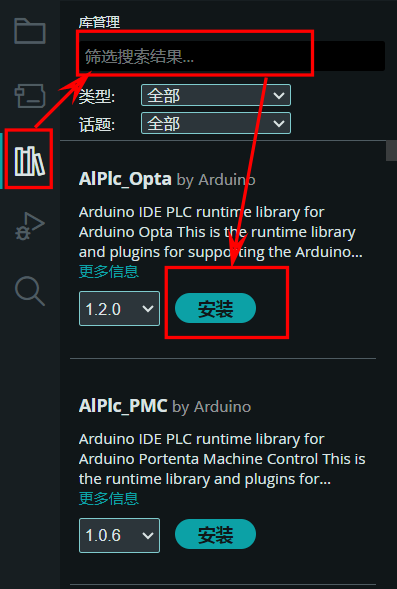 库管理
筛选搜索结果...
类型: 全部
话题: 全部
AlPlc_Opta by Arduino
Arduino IDE PLC runtime library for
Arduino Opta This is the runtime library
and plugins for supporting the Arduino...
更多信息
1.2.0 安装
AlPlc_PMC by Arduino
Arduino IDE PLC runtime library for
Arduino Portenta Machine Control This is
the runtime library and plugins for...
更多信息
1.0.6 安装